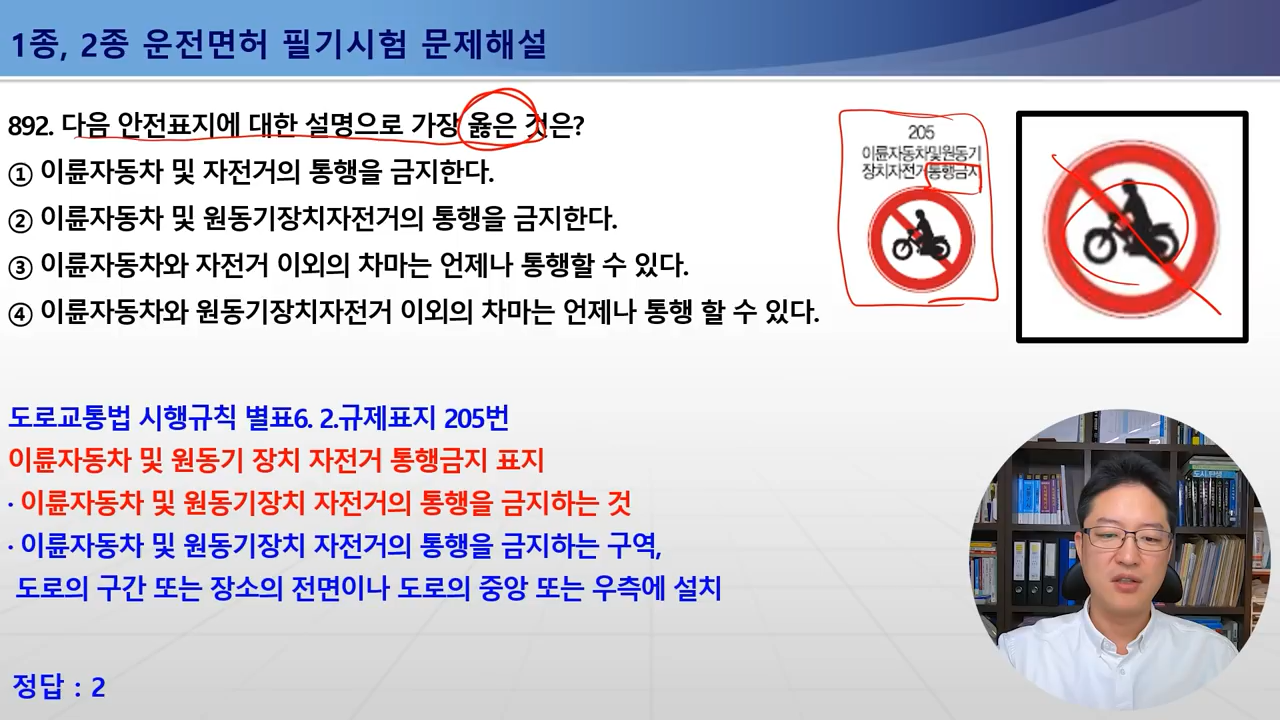 1종, 2종 운전면허 필기시험 문제해설
892. 다음 안전표지에 대한 설명으로 가장 옳은 것은?
① 이륜자동차 및 자전거의 통행을 금지한다.
② 이륜자동차 및 원동기장치자전거의 통행을 금지한다.
③ 이륜자동차와 자전거 이외의 차마는 언제나 통행할 수 있다.
④ 이륜자동차와 원동기장치자전거 이외의 차마는 언제나 통행 할 수 있다.
205
이륜자동차및원동기
장치자전거통행금지
도로교통법 시행규칙 별표6. 2.규제표지 205번
이륜자동차 및 원동기 장치 자전거 통행금지 표지
· 이륜자동차 및 원동기장치 자전거의 통행을 금지하는 것
· 이륜자동차 및 원동기장치 자전거의 통행을 금지하는 구역,
도로의 구간 또는 장소의 전면이나 도로의 중앙 또는 우측에 설치
정답 : 2